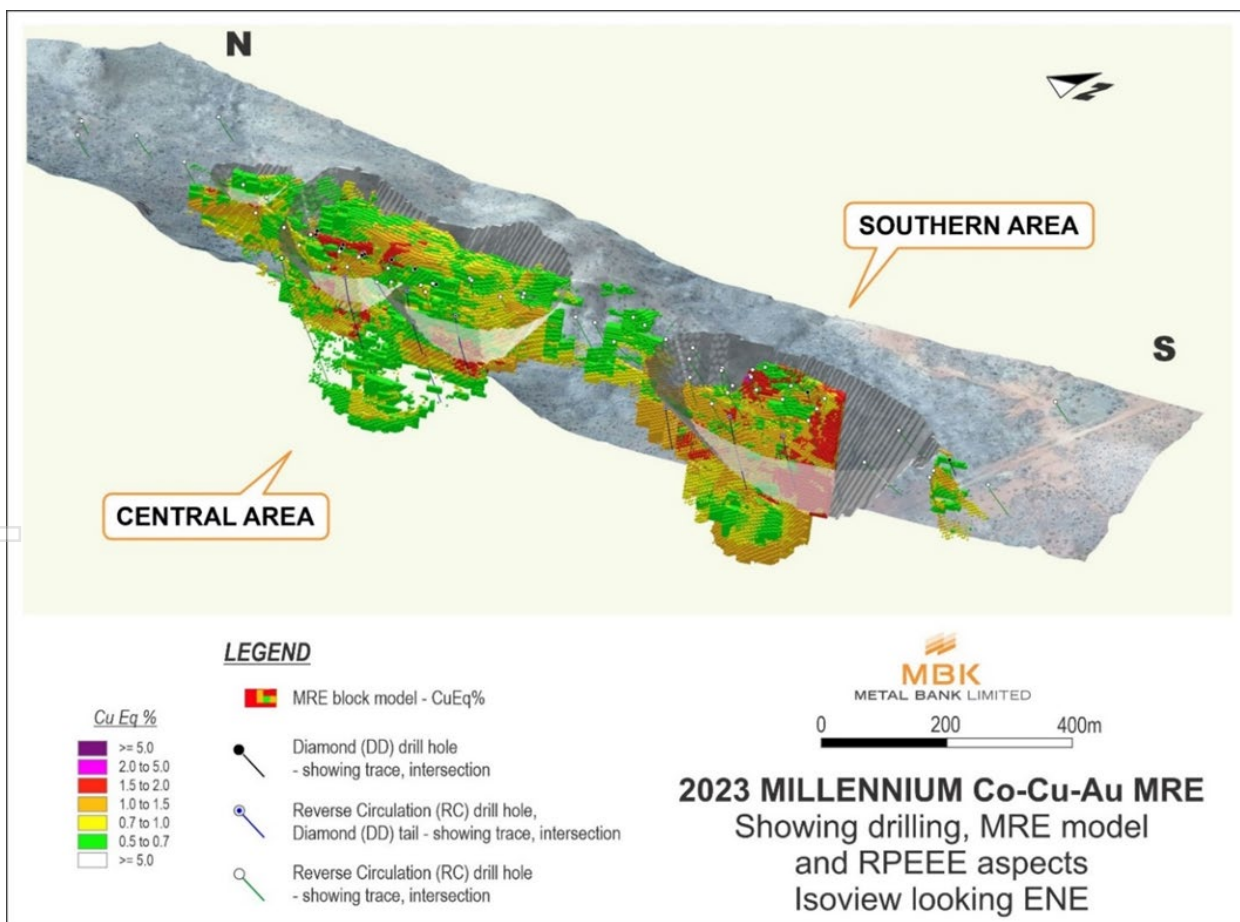 N
N
SOUTHERN AREA
S
CENTRAL AREA
LEGEND
MRE block model - CuEq%
Cu Eq %
>= 5.0
2.0 to 5.0
1.5 to 2.0
1.0 to 1.5
0.7 to 1.0
0.5 to 0.7
>= 5.0
Diamond (DD) drill hole
- showing trace, intersection
Reverse Circulation (RC) drill hole,
Diamond (DD) tail - showing trace, intersection
Reverse Circulation (RC) drill hole
- showing trace, intersection
MBK
METAL BANK LIMITED
0 200 400m
2023 MILLENNIUM Co-Cu-Au MRE
Showing drilling, MRE model
and RPEEE aspects
Isoview looking ENE